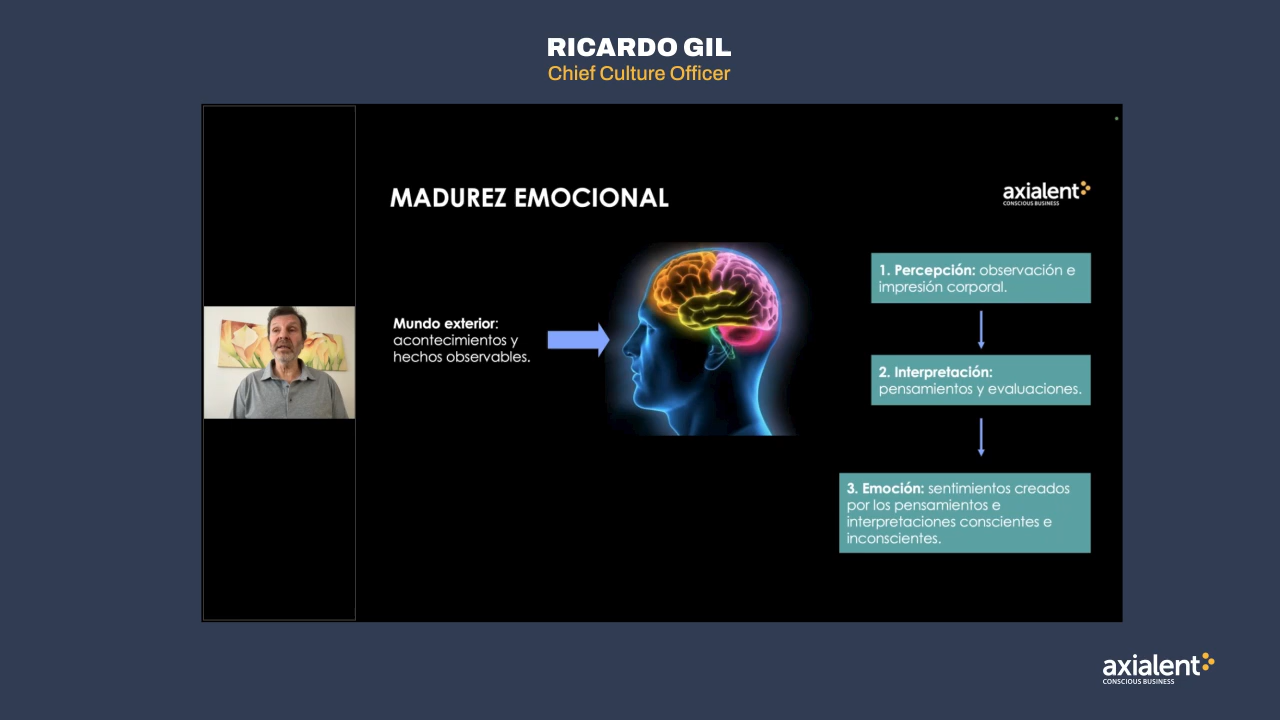 RICARDO GIL
Chief Culture Officer
MADUREZ EMOCIONAL
axialent
CONSCIOUS BUSINESS
Mundo exterior:
acontecimientos y
hechos observables.
1. Percepción: observación e
impresión corporal.
2. Interpretación:
pensamientos y evaluaciones.
3. Emoción: sentimientos creados
por los pensamientos e
interpretaciones conscientes e
inconscientes.
axialent
CONSCIOUS BUSINESS